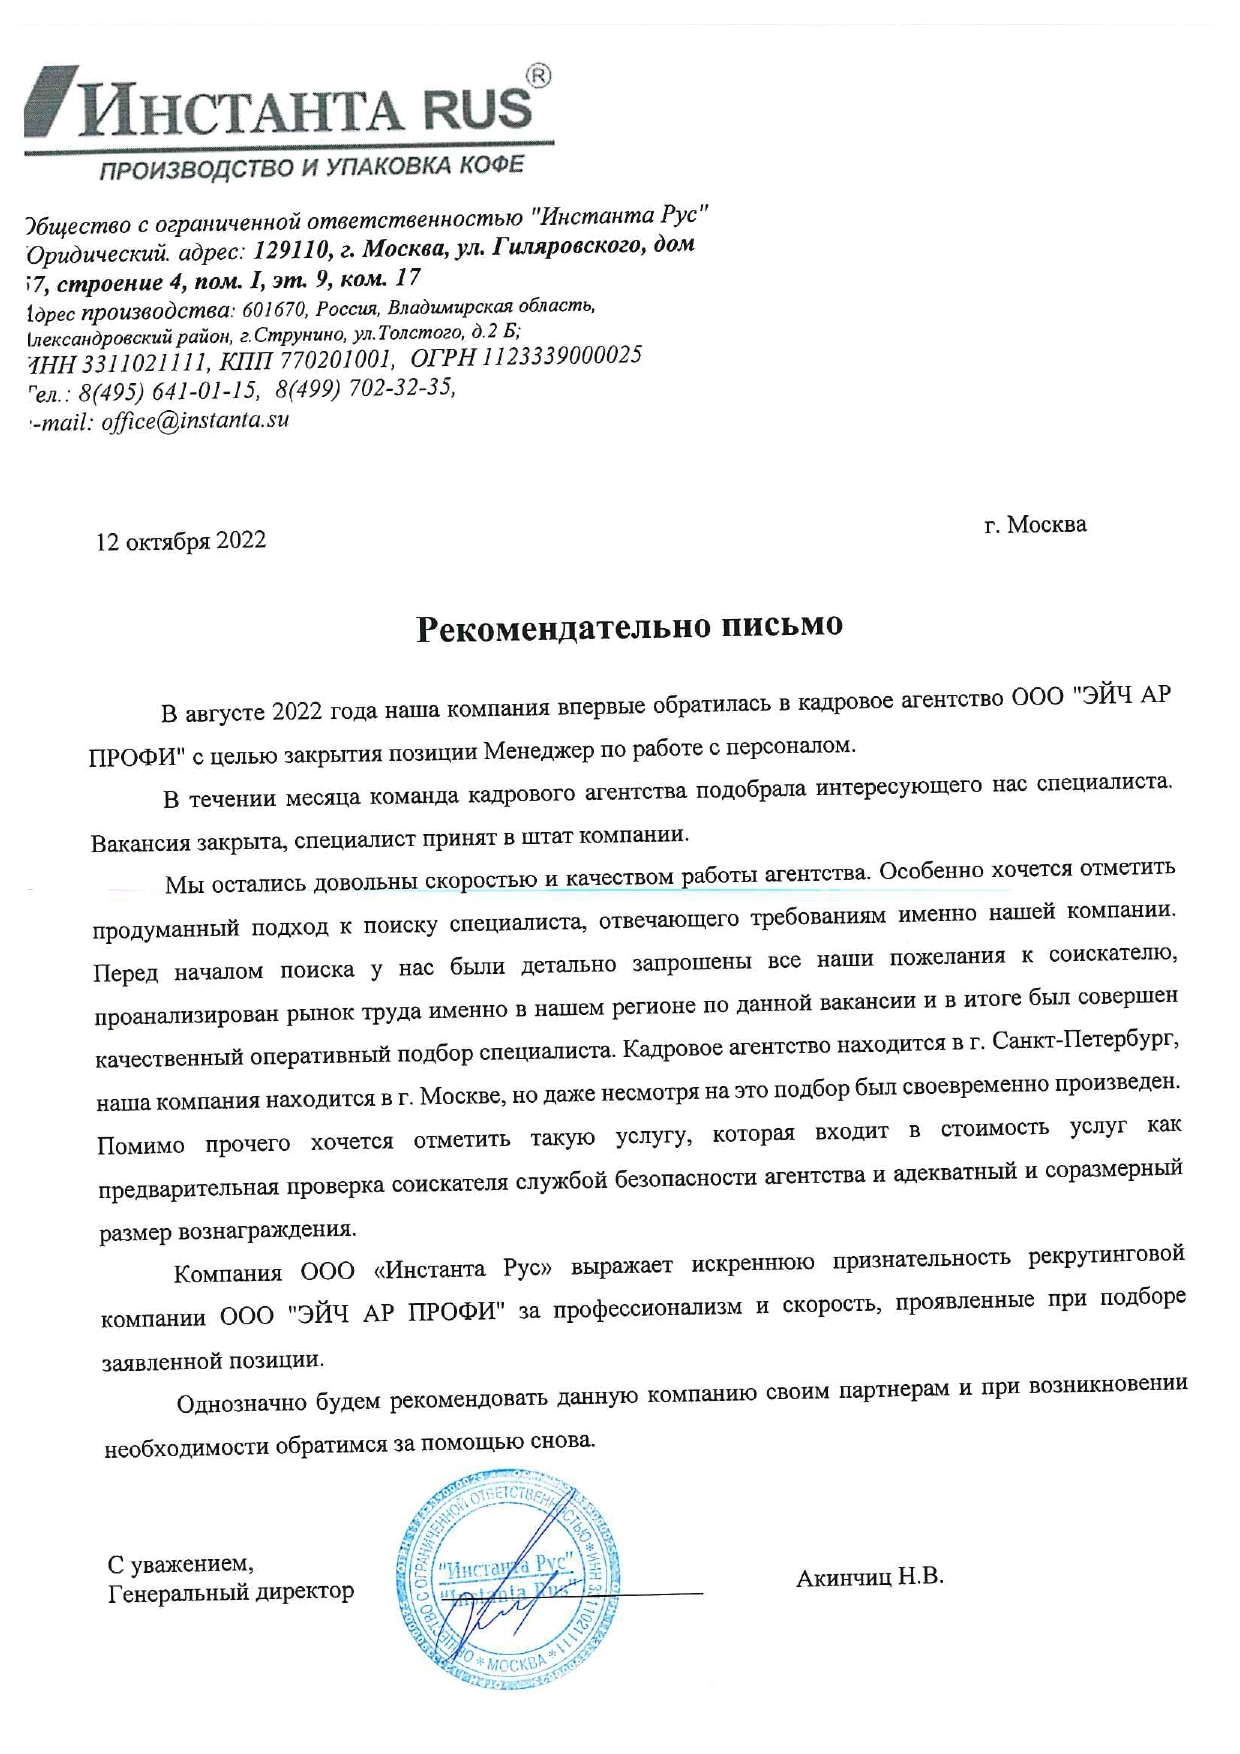 ИНСТАНТА RUS®
ПРОИЗВОДСТВО И УПАКОВКА КОФЕ
Общество с ограниченной ответственностью "Инстанта Рус"
Юридический. адрес: 129110, г. Москва, ул. Гиляровского, дом
57, строение 4, пом. I, эт. 9, ком. 17
Адрес производства: 601670, Россия, Владимирская область,
Александровский район, г.Струнино, ул.Толстого, д.2 Б;
ИНН 3311021111, КПП 770201001, ОГРН 1123339000025
Тел.: 8(495) 641-01-15, 8(499) 702-32-35,
e-mail: office@instanta.su
12 октября 2022
г. Москва
Рекомендательно письмо
В августе 2022 года наша компания впервые обратилась в кадровое агентство ООО "ЭЙЧ АР
ПРОФИ" с целью закрытия позиции Менеджер по работе с персоналом.
В течении месяца команда кадрового агентства подобрала интересующего нас специалиста.
Вакансия закрыта, специалист принят в штат компании.
Мы остались довольны скоростью и качеством работы агентства. Особенно хочется отметить
продуманный подход к поиску специалиста, отвечающего требованиям именно нашей компании.
Перед началом поиска у нас были детально запрошены все наши пожелания к соискателю,
проанализирован рынок труда именно в нашем регионе по данной вакансии и в итоге был совершен
качественный оперативный подбор специалиста. Кадровое агентство находится в г. Санкт-Петербург,
наша компания находится в г. Москве, но даже несмотря на это подбор был своевременно произведен.
Помимо прочего хочется отметить такую услугу, которая входит в стоимость услуг как
предварительная проверка соискателя службой безопасности агентства и адекватный и соразмерный
размер вознаграждения.
Компания ООО «Инстанта Рус» выражает искреннюю признательность рекрутинговой
компании ООО "ЭЙЧ АР ПРОФИ" за профессионализм и скорость, проявленные при подборе
заявленной позиции.
Однозначно будем рекомендовать данную компанию своим партнерам и при возникновении
необходимости обратимся за помощью снова.
С уважением,
Генеральный директор
Акинчиц Н.В.
ОБЩЕСТВО С ОГРАНИЧЕННОЙ ОТВЕТСТВЕННОСТЬЮ * ИНН 3311021111 * МОСКВА *
"Инстанта Рус"
"Instanta Rus"